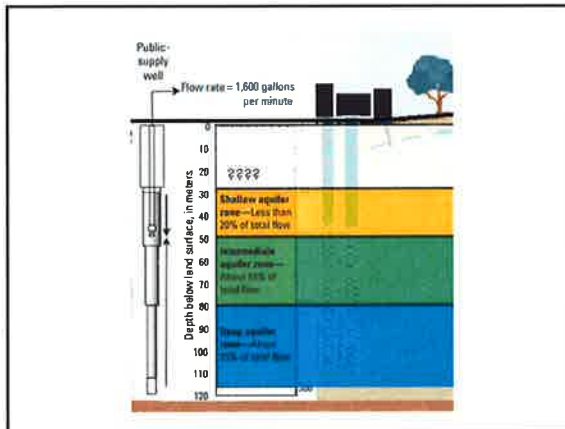 Public-
supply
well
Flow rate = 1,600 gallons
per minute
Depth below land surface, in meters
0
10
20
30
40
50
60
70
80
90
100
110
120
????
Shallow aquifer
zone—Less than
20% of total flow
Intermediate
aquifer zone—
About
of
total flow
Deep aquifer
zone—About
of total flow